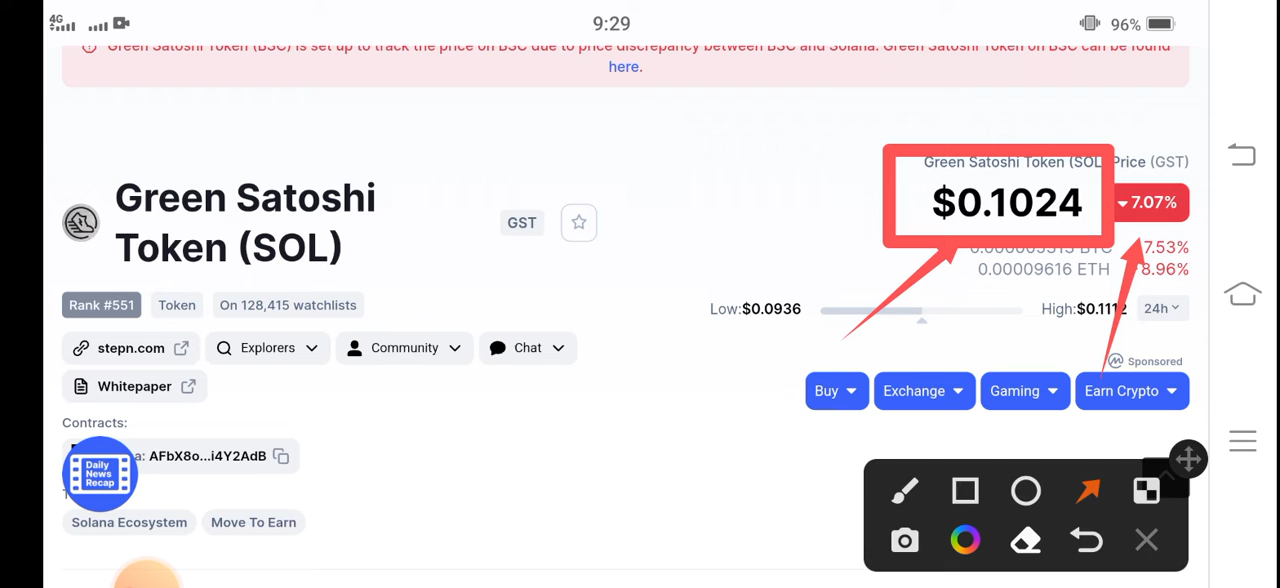 4G
9:29
96%
Green Satoshi Token (BSC) is set up to track the price on BSC due to price discrepancy between BSC and Solana. Green Satoshi Token on BSC can be found
here.
Green Satoshi Token (SOL) Price (GST)
Green Satoshi
Token (SOL)
GST
$0.1024
7.07%
BTC
7.53%
0.00009616 ETH
8.96%
Rank #551
Token
On 128,415 watchlists
Low:$0.0936
High:$0.1112
24h
stepn.com
Explorers
Community
Chat
Sponsored
Whitepaper
Buy
Exchange
Gaming
Earn Crypto
Contracts:
AFbX8o...i4Y2AdB
Daily
News
Recap
Solana Ecosystem
Move To Earn